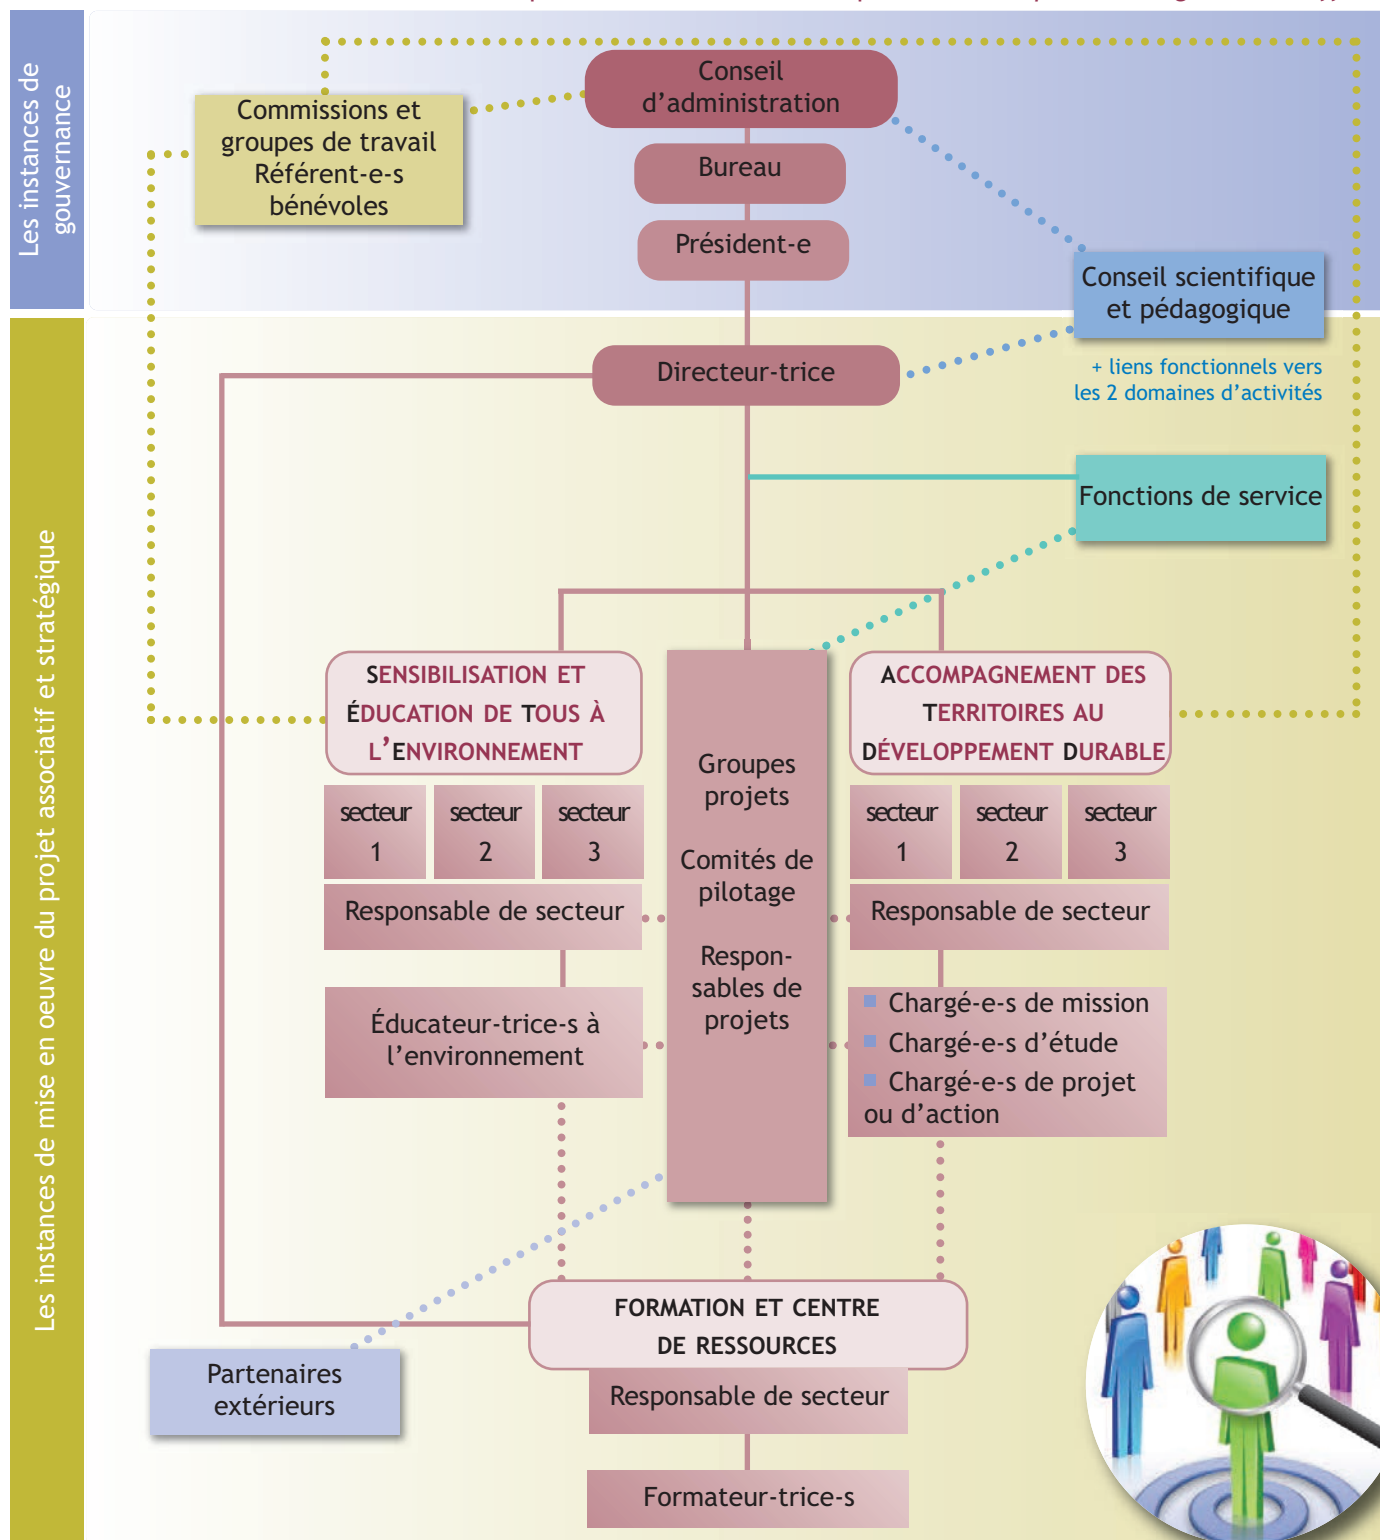 Les instances de
gouvernance
Conseil
d’administration
Commissions et
groupes de travail
Référent-e-s
bénévoles
Bureau
Président-e
Conseil scientifique
et pédagogique
+ liens fonctionnels vers
les 2 domaines d’activités
Les instances de mise en oeuvre du projet associatif et stratégique
Directeur-trice
Fonctions de service
SENSIBILISATION ET
ÉDUCATION DE TOUS À
L’ENVIRONNEMENT
secteur
1
secteur
2
secteur
3
Responsable de secteur
Éducateur-trice-s à
l’environnement
Groupes
projets
Comités de
pilotage
Respon-
sables de
projets
ACCOMPAGNEMENT DES
TERRITOIRES AU
DÉVELOPPEMENT DURABLE
secteur
1
secteur
2
secteur
3
Responsable de secteur
Chargé-e-s de mission
Chargé-e-s d’étude
Chargé-e-s de projet
ou d’action
FORMATION ET CENTRE
DE RESSOURCES
Responsable de secteur
Formateur-trice-s
Partenaires
extérieurs